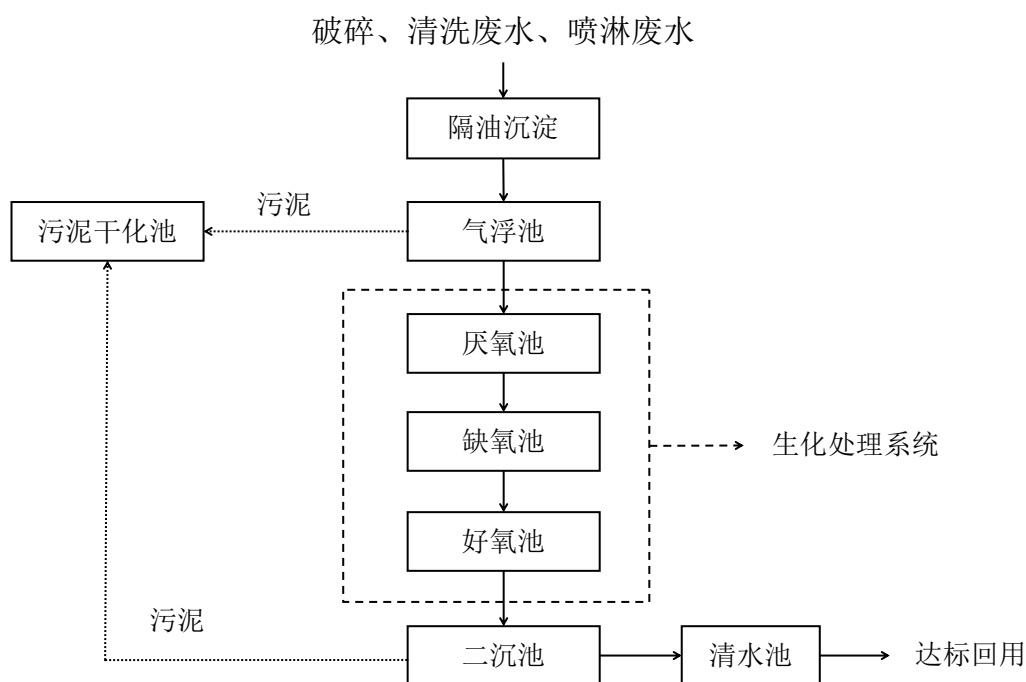 破碎、清洗废水、喷淋废水
隔油沉淀
污泥
污泥干化池
气浮池
厌氧池
缺氧池
生化处理系统
好氧池
污泥
二沉池
清水池
达标回用